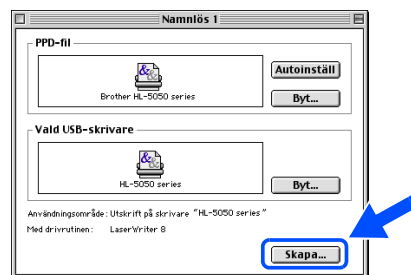 Namnlös 1
PPD-fil
Autoinställ
Brother HL-5050 series
Byt...
Vald USB-skrivare
HL-5050 series
Byt...
Användningsområde: Utskrift på skrivare "HL-5050 series"
Med drivrutinen: LaserWriter 8
Skapa...